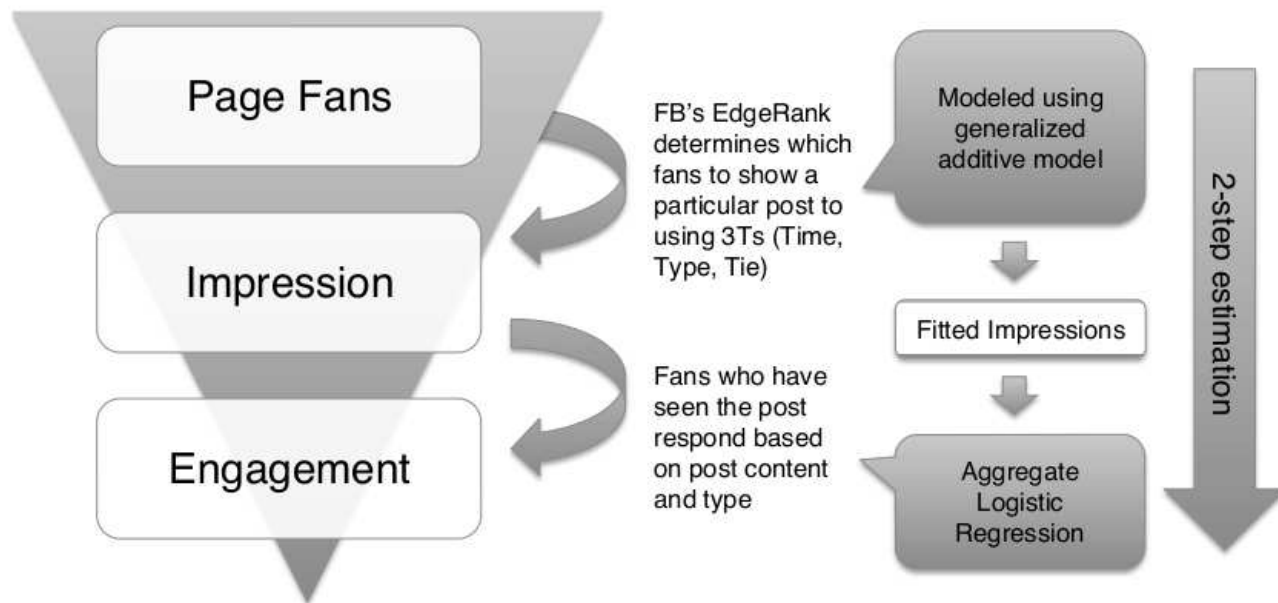 Page Fans
Impression
Engagement
FB's EdgeRank
determines which
fans to show a
particular post to
using 3Ts (Time,
Type, Tie)
Fans who have
seen the post
respond based
on post content
and type
Modeled using
generalized
additive model
Fitted Impressions
Aggregate
Logistic
Regression
2-step estimation